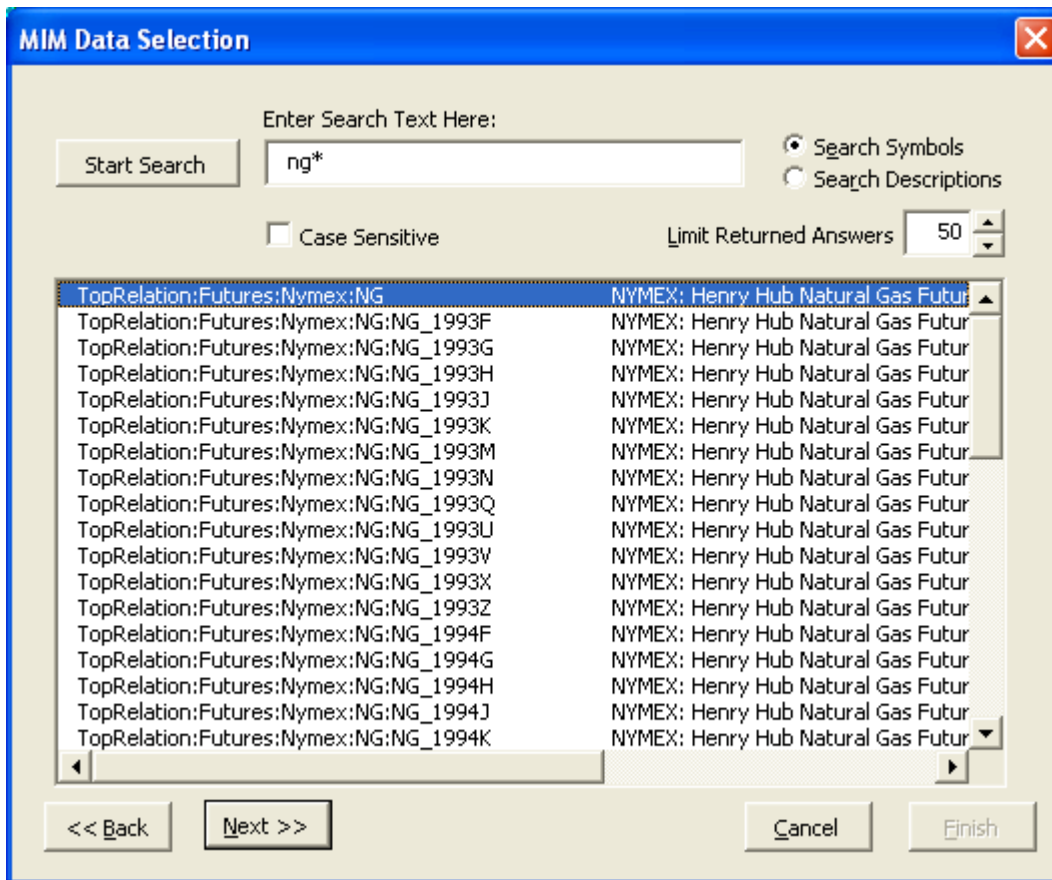 MIM Data Selection
Enter Search Text Here:
Start Search
ng*
Search Symbols
Search Descriptions
Case Sensitive
Limit Returned Answers 50
TopRelation:Futures:Nymex:NG NYMEX: Henry Hub Natural Gas Futur
TopRelation:Futures:Nymex:NG:NG_1993F NYMEX: Henry Hub Natural Gas Futur
TopRelation:Futures:Nymex:NG:NG_1993G NYMEX: Henry Hub Natural Gas Futur
TopRelation:Futures:Nymex:NG:NG_1993H NYMEX: Henry Hub Natural Gas Futur
TopRelation:Futures:Nymex:NG:NG_1993J NYMEX: Henry Hub Natural Gas Futur
TopRelation:Futures:Nymex:NG:NG_1993K NYMEX: Henry Hub Natural Gas Futur
TopRelation:Futures:Nymex:NG:NG_1993M NYMEX: Henry Hub Natural Gas Futur
TopRelation:Futures:Nymex:NG:NG_1993N NYMEX: Henry Hub Natural Gas Futur
TopRelation:Futures:Nymex:NG:NG_1993Q NYMEX: Henry Hub Natural Gas Futur
TopRelation:Futures:Nymex:NG:NG_1993U NYMEX: Henry Hub Natural Gas Futur
TopRelation:Futures:Nymex:NG:NG_1993V NYMEX: Henry Hub Natural Gas Futur
TopRelation:Futures:Nymex:NG:NG_1993X NYMEX: Henry Hub Natural Gas Futur
TopRelation:Futures:Nymex:NG:NG_1993Z NYMEX: Henry Hub Natural Gas Futur
TopRelation:Futures:Nymex:NG:NG_1994F NYMEX: Henry Hub Natural Gas Futur
TopRelation:Futures:Nymex:NG:NG_1994G NYMEX: Henry Hub Natural Gas Futur
TopRelation:Futures:Nymex:NG:NG_1994H NYMEX: Henry Hub Natural Gas Futur
TopRelation:Futures:Nymex:NG:NG_1994J NYMEX: Henry Hub Natural Gas Futur
TopRelation:Futures:Nymex:NG:NG_1994K NYMEX: Henry Hub Natural Gas Futur
<< Back Next >> Cancel Finish